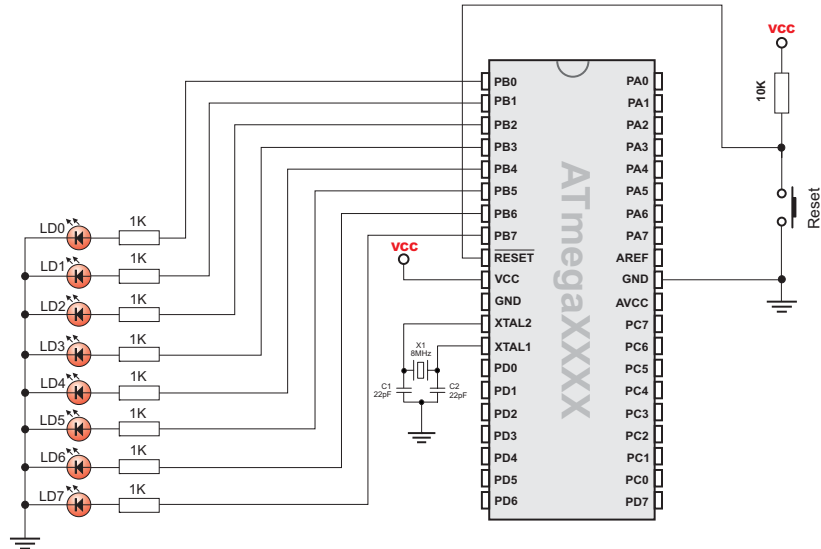 VCC
10K
Reset
ATmegaXXXX
PB0
PB1
PB2
PB3
PB4
PB5
PB6
PB7
RESET
VCC
GND
XTAL2
XTAL1
PD0
PD1
PD2
PD3
PD4
PD5
PD6
PA0
PA1
PA2
PA3
PA4
PA5
PA6
PA7
AREF
GND
AVCC
PC7
PC6
PC5
PC4
PC3
PC2
PC1
PC0
PD7
LD0 1K
LD1 1K
LD2 1K
LD3 1K
LD4 1K
LD5 1K
LD6 1K
LD7 1K
VCC
X1
8MHz
C1
22pF
C2
22pF